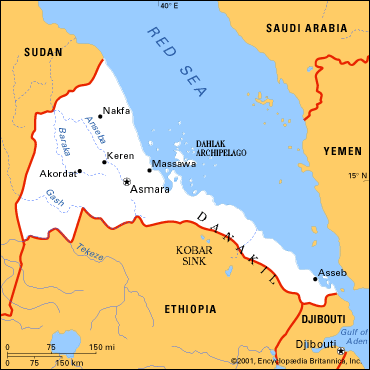 40° E
SUDAN
SAUDI ARABIA
RED SEA
Nakfa
Anseba
Baraka
DAHLAK
ARCHIPELAGO
YEMEN
Keren
Massawa
Akordat
Asmara
15° N
Gash
DANAKIL
Tekeze
KOBAR
SINK
Asseb
ETHIOPIA
DJIBOUTI
Gulf of
Aden
Djibouti
0 75 150 mi
0 75 150 km
©2001, Encyclopædia Britannica, Inc.